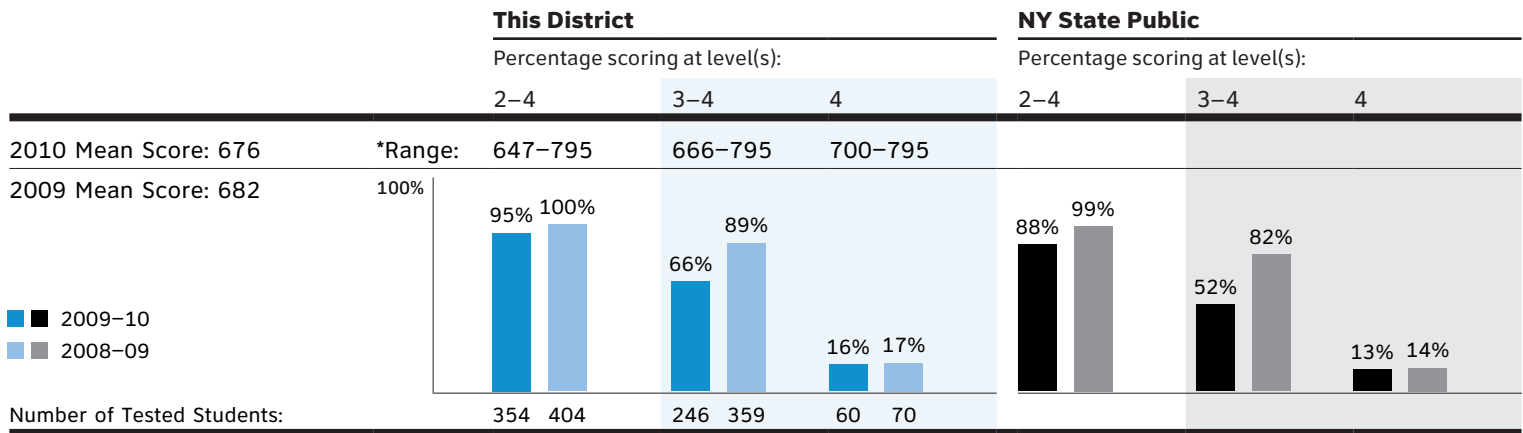 This District NY State Public
Percentage scoring at level(s): Percentage scoring at level(s):
2–4 3–4 4 2–4 3–4 4
2010 Mean Score: 676 *Range: 647–795 666–795 700–795
2009 Mean Score: 682 100%
95% 100% 66% 89% 16% 17% 88% 99% 52% 82% 13% 14%
2009–10
2008–09
Number of Tested Students: 354 404 246 359 60 70